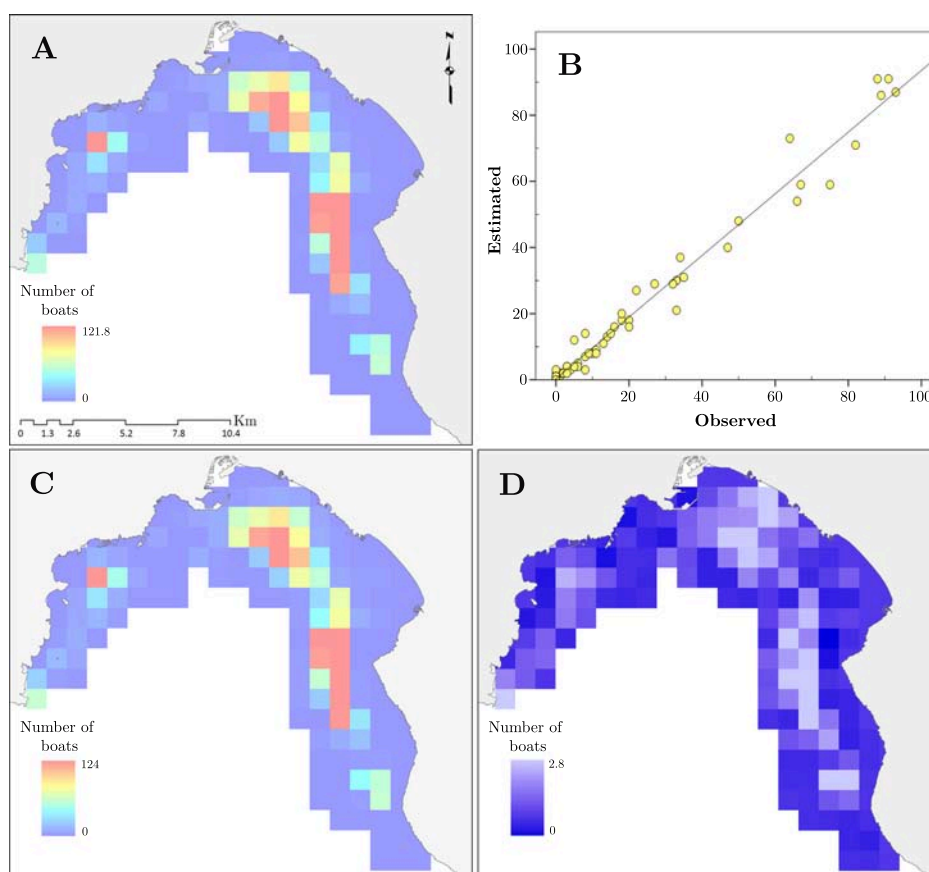 A
N
Number of
boats
121.8
0
Km
0 1.3 2.6 5.2 7.8 10.4
B
100
80
60
40
20
0
Estimated
0 20 40 60 80 100
Observed
C
Number of
boats
124
0
D
Number of
boats
2.8
0